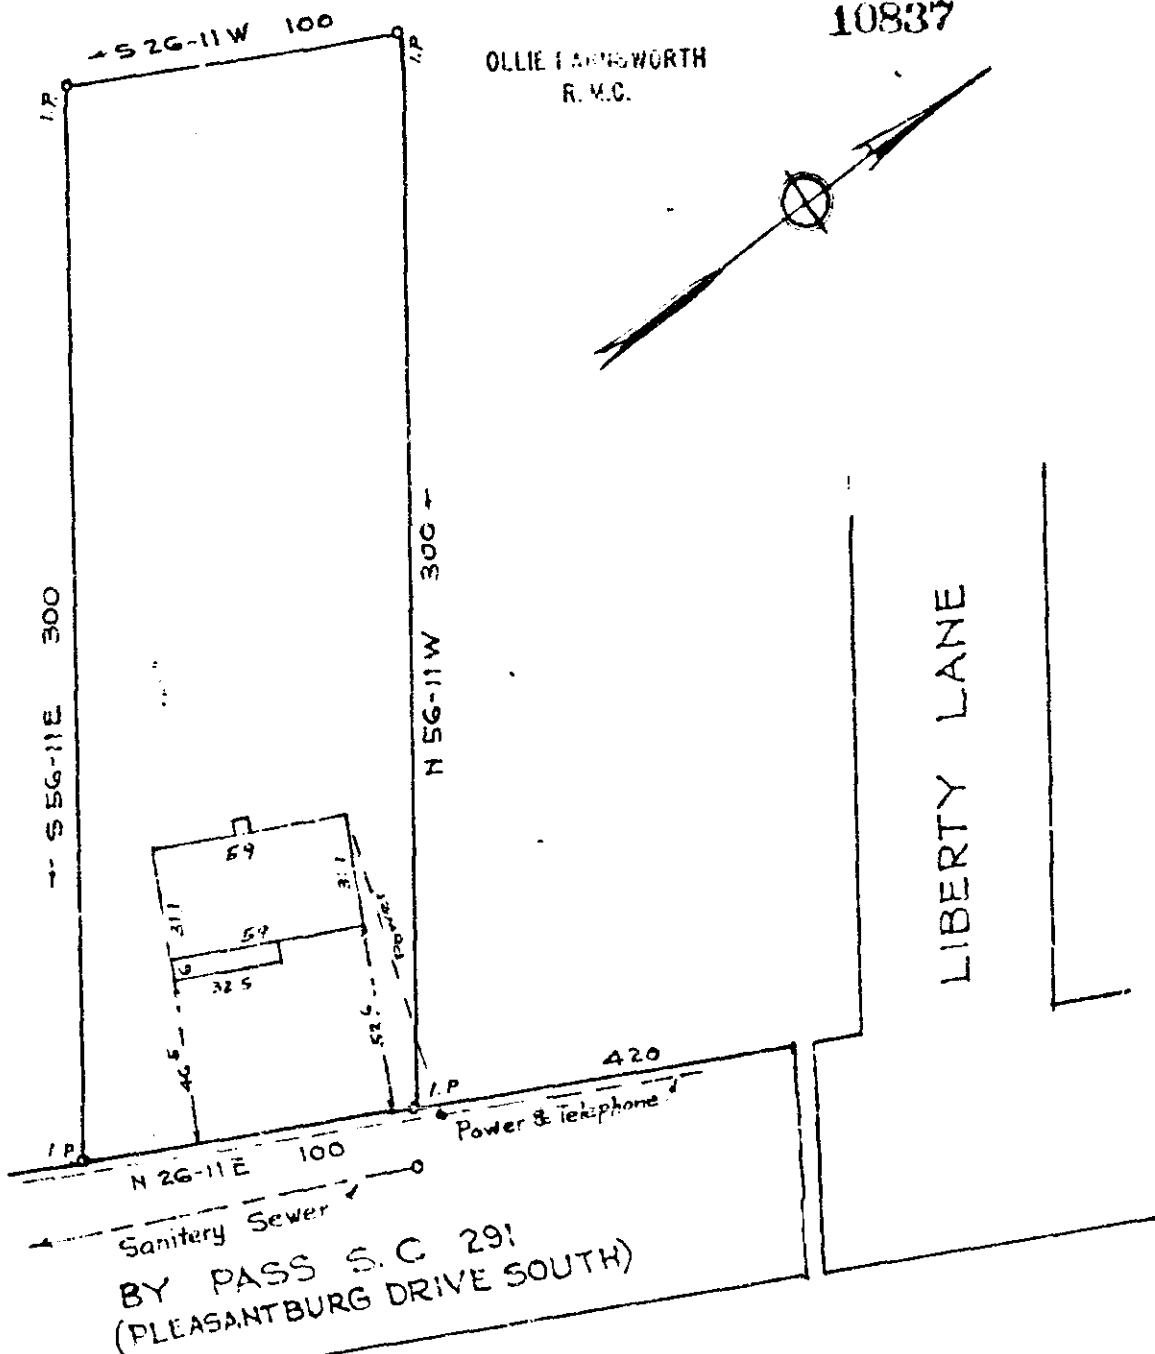 10837
← S 26-11 W 100
OLLIE FARNSWORTH
R. M.C.
I.P.
I.P.
← S 56-11 E 300
N 56-11 W 300 →
LIBERTY LANE
59
31.1
31.1
59
6
32.5
46.5
52.6
POWER
I.P.
I.P
420
Power & Telephone
N 26-11 E 100
Sanitery Sewer
BY PASS S. C 291
(PLEASANTBURG DRIVE SOUTH)